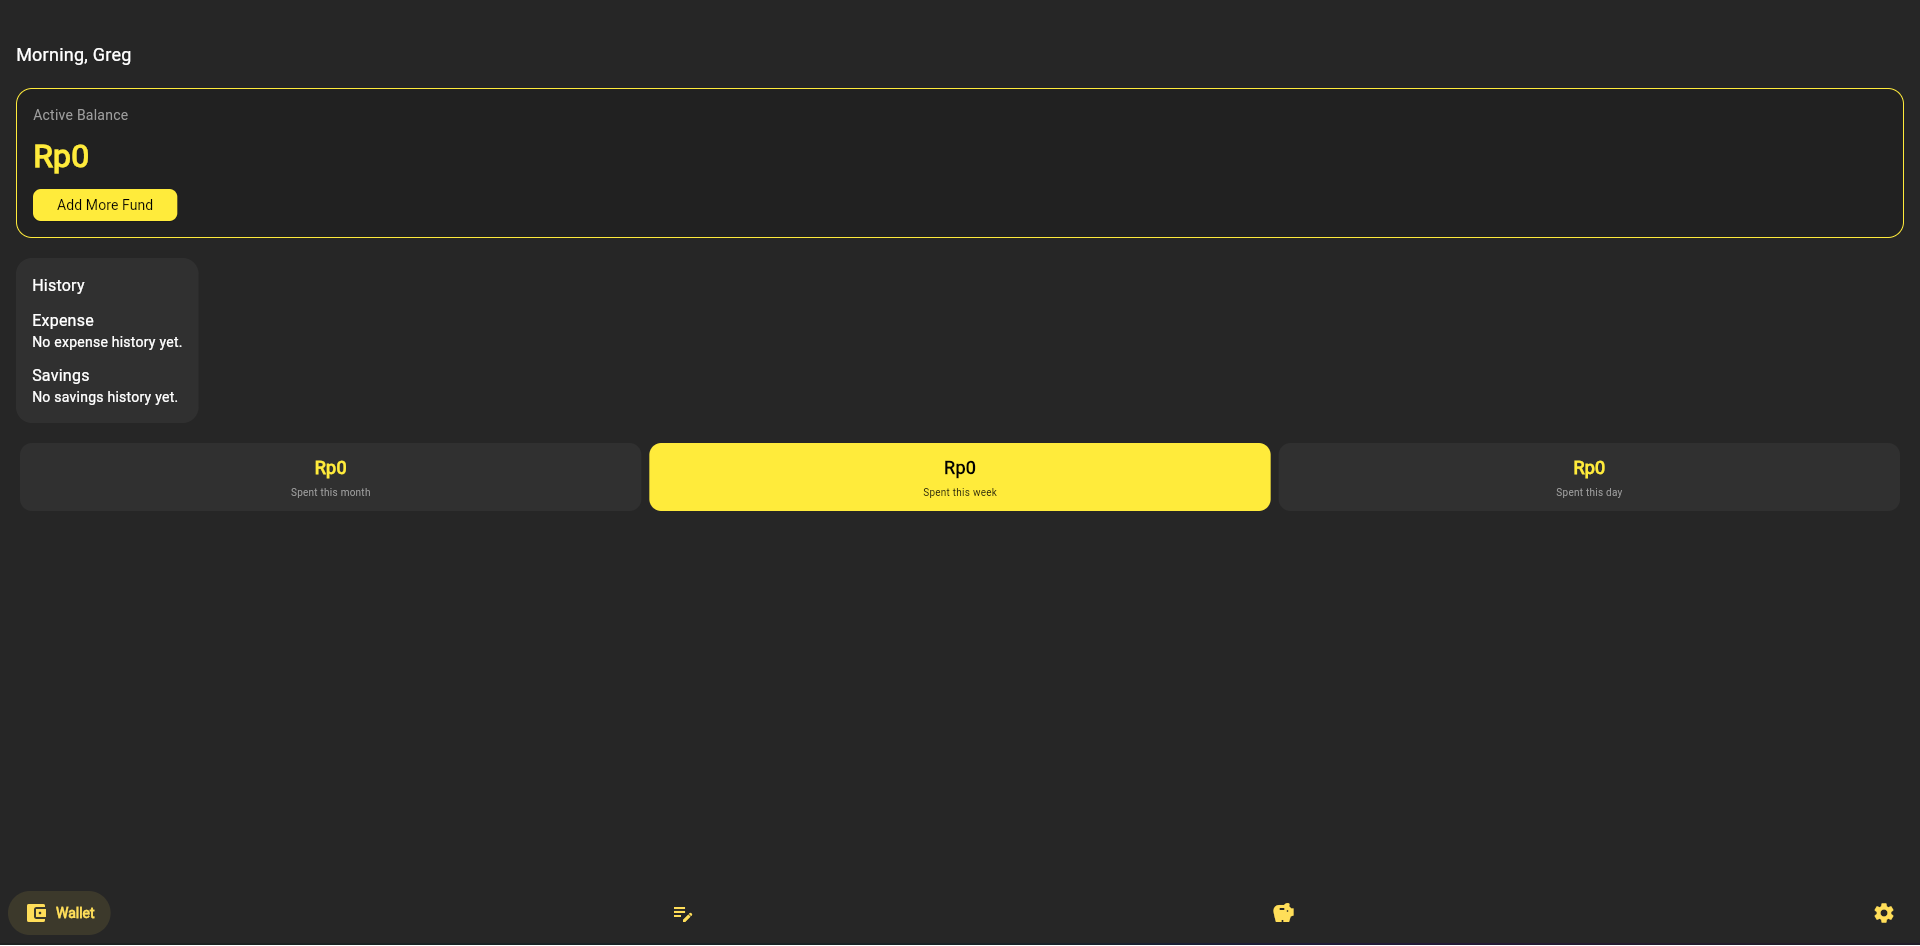 Morning, Greg
Active Balance
Rp0
Add More Fund
History
Expense
No expense history yet.
Savings
No savings history yet.
Rp0
Spent this month
Rp0
Spent this week
Rp0
Spent this day
Wallet